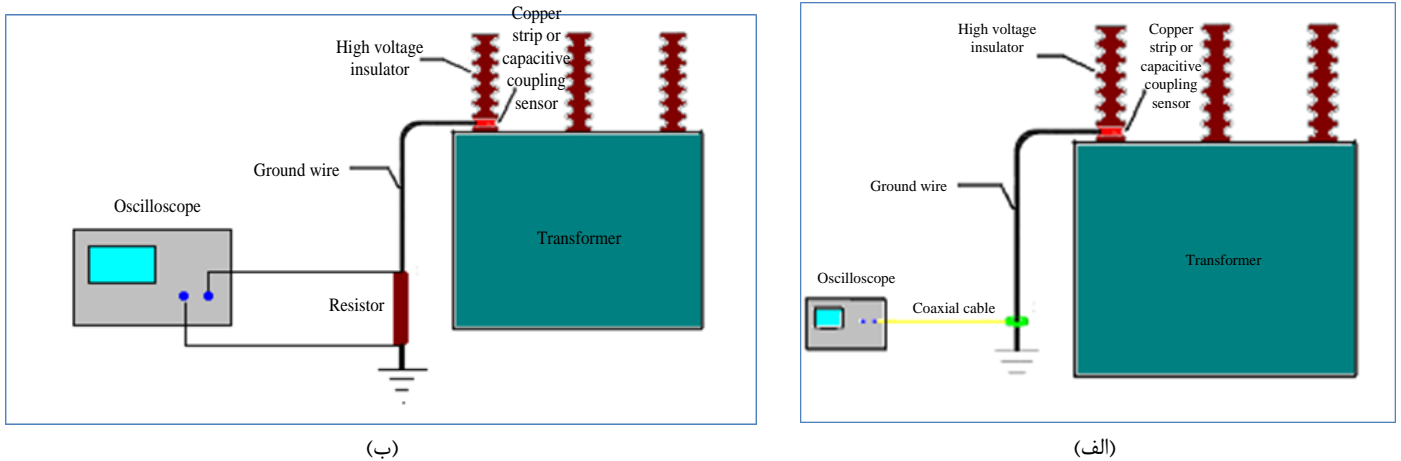 Copper
strip or
capacitive
coupling
sensor
High voltage
insulator
Ground wire
Oscilloscope
Transformer
Resistor
(ب)
High voltage
insulator
Copper
strip or
capacitive
coupling
sensor
Ground wire
Transformer
Oscilloscope
Coaxial cable
(الف)